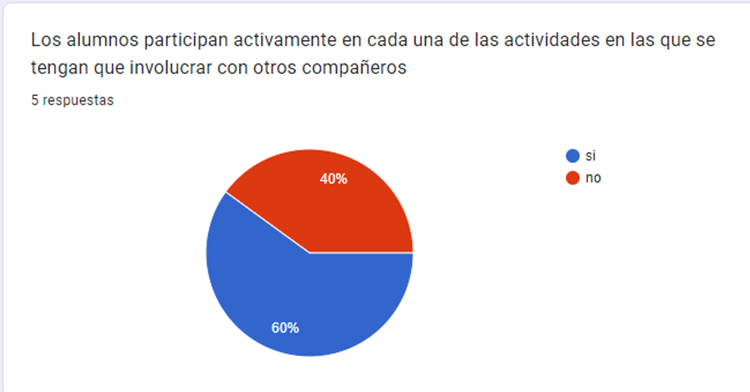 Los alumnos participan activamente en cada una de las actividades en las que se
tengan que involucrar con otros compañeros
5 respuestas
si
no
40%
60%